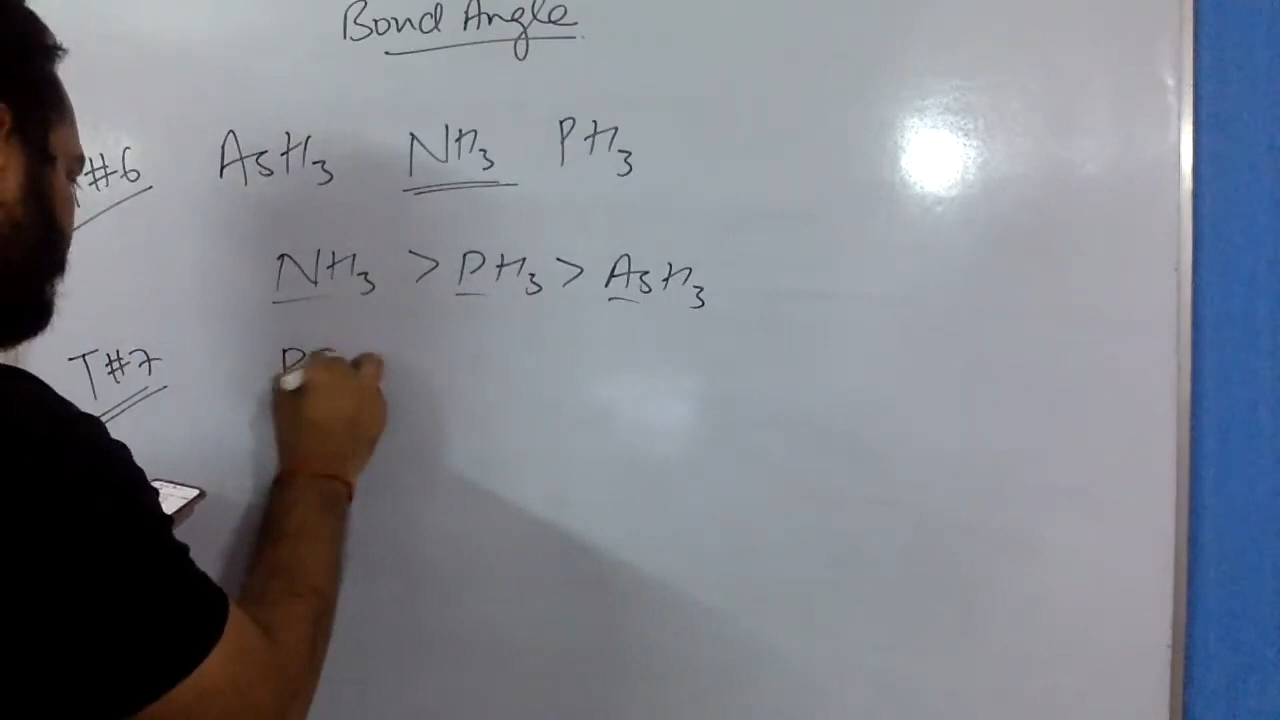 Bond Angle
#6 AsH3 NH3 PH3
NH3 > PH3 > AsH3
T#7